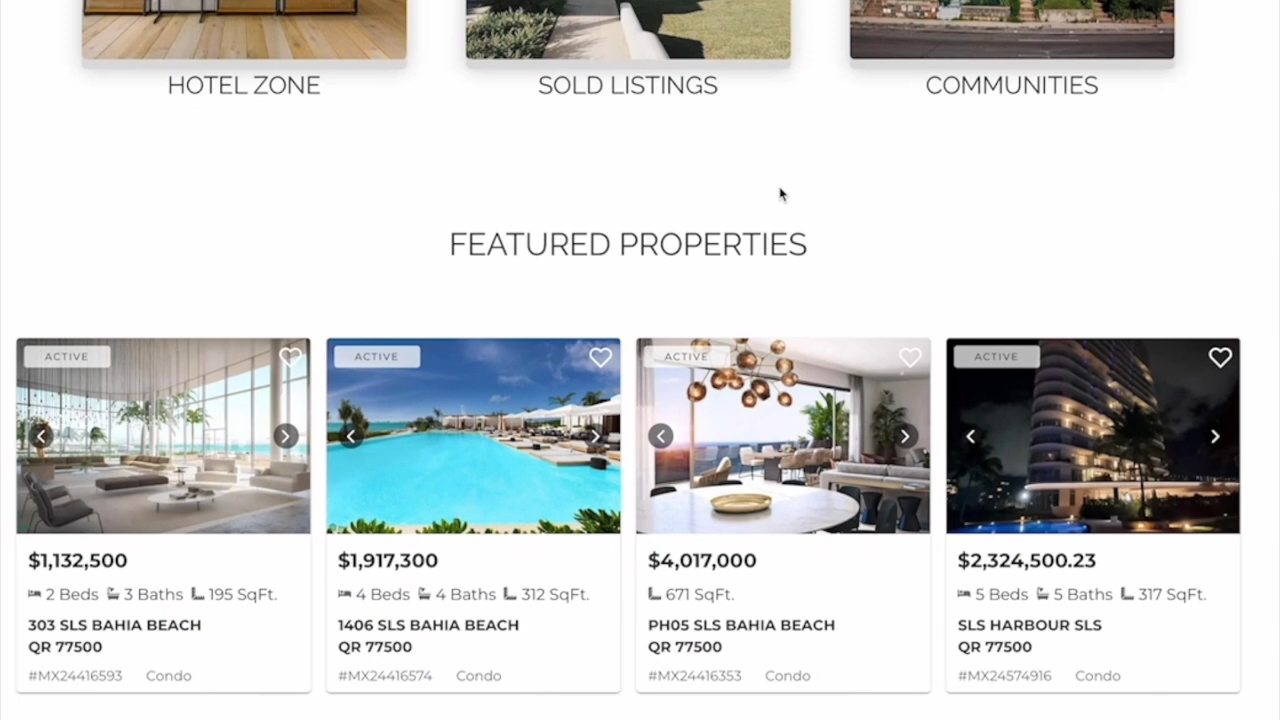 HOTEL ZONE
SOLD LISTINGS
COMMUNITIES
FEATURED PROPERTIES
ACTIVE
ACTIVE
ACTIVE
ACTIVE
$1,132,500
2 Beds 3 Baths 195 SqFt.
303 SLS BAHIA BEACH
QR 77500
#MX24416593 Condo
$1,917,300
4 Beds 4 Baths 312 SqFt.
1406 SLS BAHIA BEACH
QR 77500
#MX24416574 Condo
$4,017,000
671 SqFt.
PH05 SLS BAHIA BEACH
QR 77500
#MX24416353 Condo
$2,324,500.23
5 Beds 5 Baths 317 SqFt.
SLS HARBOUR SLS
QR 77500
#MX24574916 Condo